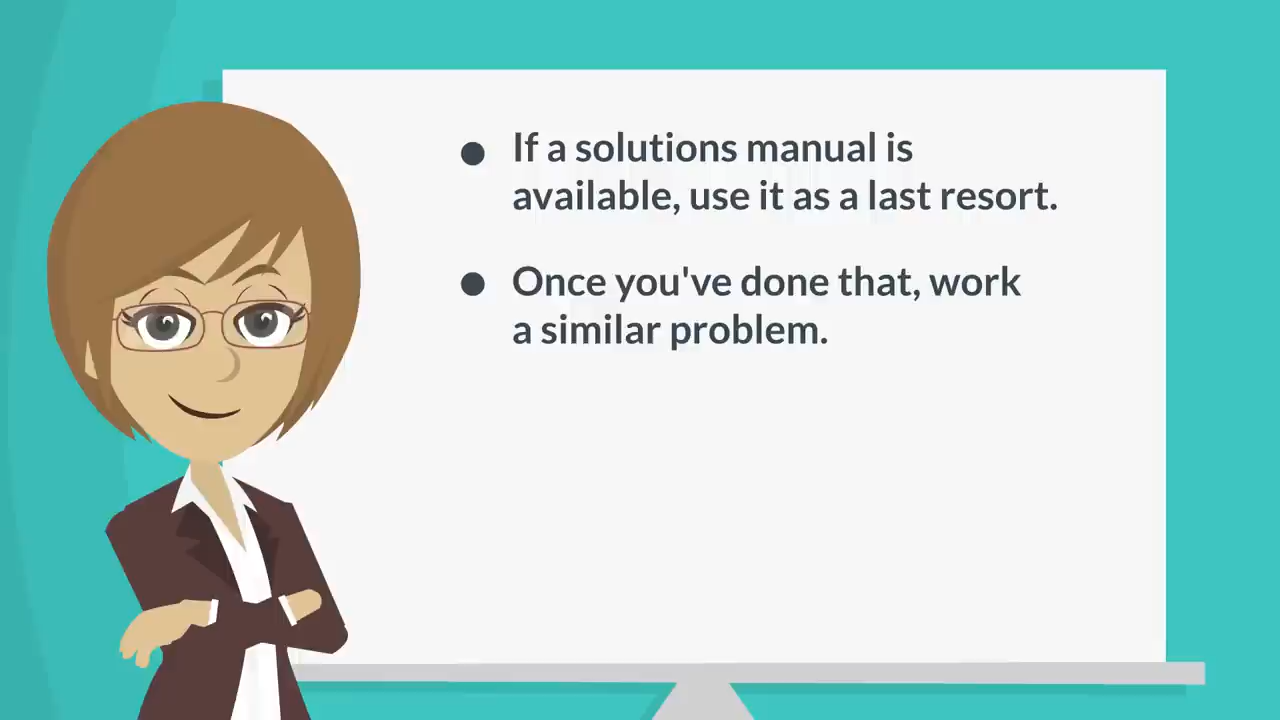 If a solutions manual is
available, use it as a last resort.
Once you've done that, work
a similar problem.